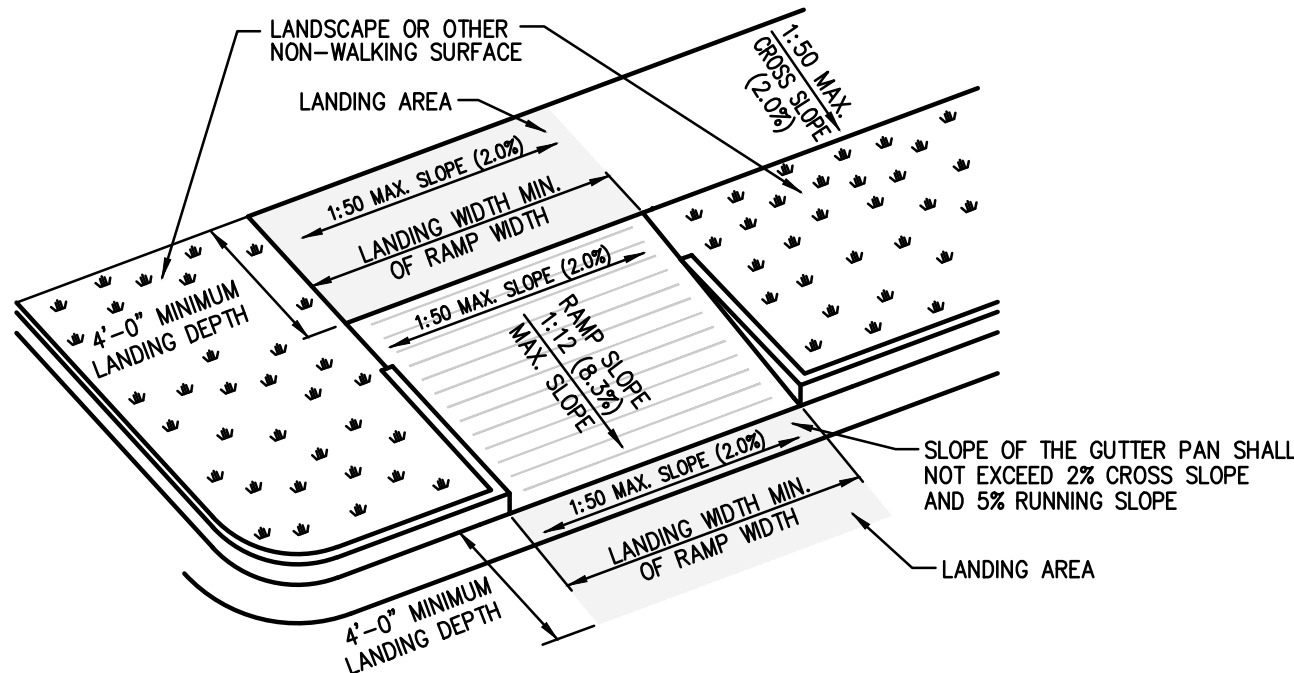 LANDSCAPE OR OTHER
NON-WALKING SURFACE
LANDING AREA
1:50 MAX.
CROSS SLOPE
(2.0%)
1:50 MAX. SLOPE (2.0%)
LANDING WIDTH MIN.
OF RAMP WIDTH
4'-0" MINIMUM
LANDING DEPTH
1:50 MAX. SLOPE (2.0%)
RAMP SLOPE
1:12 (8.3%)
MAX. SLOPE
1:50 MAX. SLOPE (2.0%)
SLOPE OF THE GUTTER PAN SHALL
NOT EXCEED 2% CROSS SLOPE
AND 5% RUNNING SLOPE
LANDING WIDTH MIN.
OF RAMP WIDTH
LANDING AREA
4'-0" MINIMUM
LANDING DEPTH